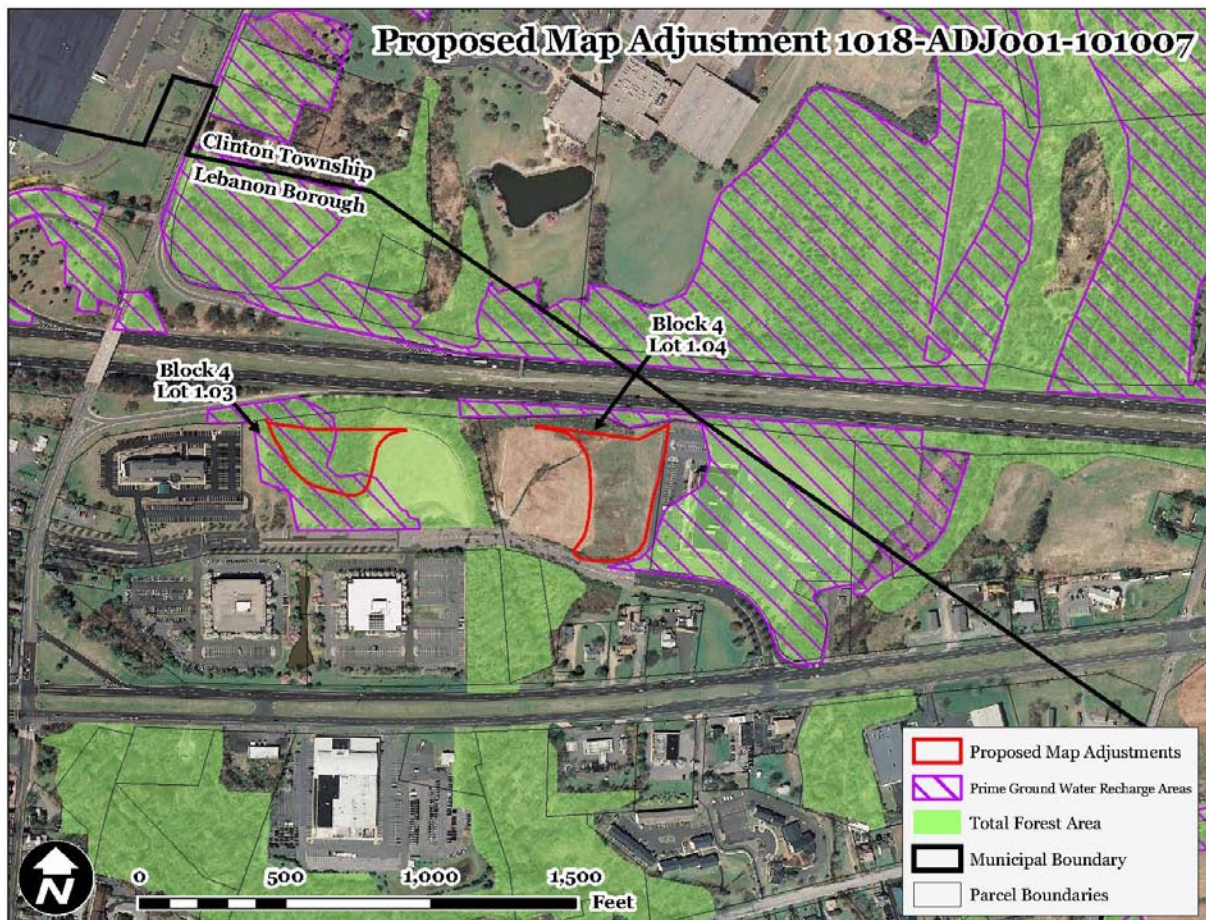 Proposed Map Adjustment 1018-ADJ001-101007
Clinton Township
Lebanon Borough
Block 4
Lot 1.04
Block 4
Lot 1.03
Proposed Map Adjustments
Prime Ground Water Recharge Areas
Total Forest Area
Municipal Boundary
Parcel Boundaries
N
0 500 1,000 1,500
Feet